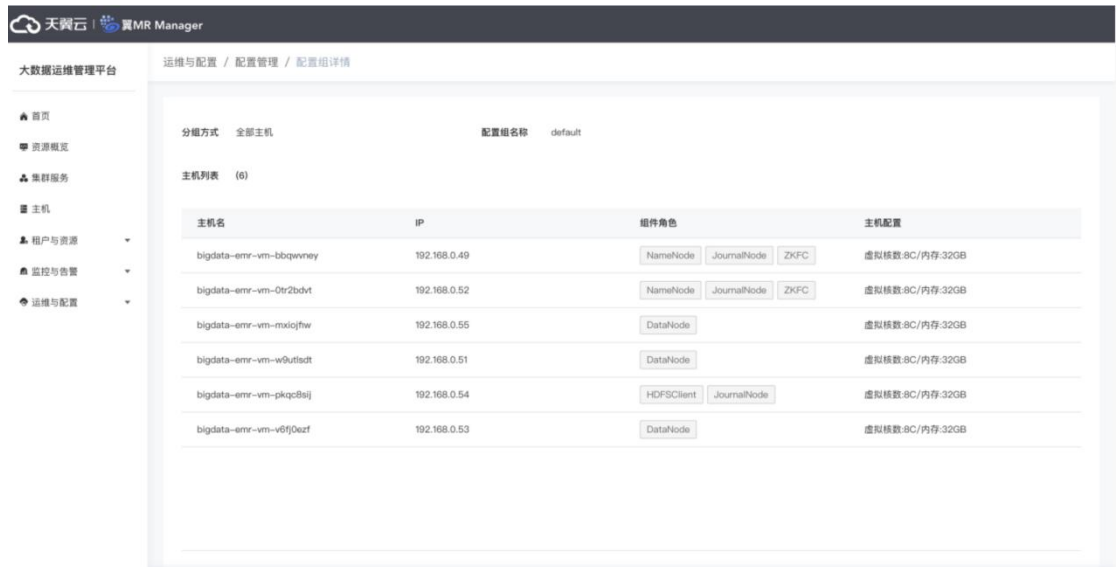 天翼云 翼MR Manager
大数据运维管理平台
运维与配置 / 配置管理 / 配置组详情
首页
资源概览
集群服务
主机
租户与资源
监控与告警
运维与配置
分组方式 全部主机 配置组名称 default
主机列表 (6)
主机名 IP 组件角色 主机配置
bigdata-emr-vm-bbqwvney 192.168.0.49 NameNode JournalNode ZKFC 虚拟核数:8C/内存:32GB
bigdata-emr-vm-0tr2bdvt 192.168.0.52 NameNode JournalNode ZKFC 虚拟核数:8C/内存:32GB
bigdata-emr-vm-mxiojfiw 192.168.0.55 DataNode 虚拟核数:8C/内存:32GB
bigdata-emr-vm-w9utlsdt 192.168.0.51 DataNode 虚拟核数:8C/内存:32GB
bigdata-emr-vm-pkqc8sij 192.168.0.54 HDFSClient JournalNode 虚拟核数:8C/内存:32GB
bigdata-emr-vm-v6fj0ezf 192.168.0.53 DataNode 虚拟核数:8C/内存:32GB